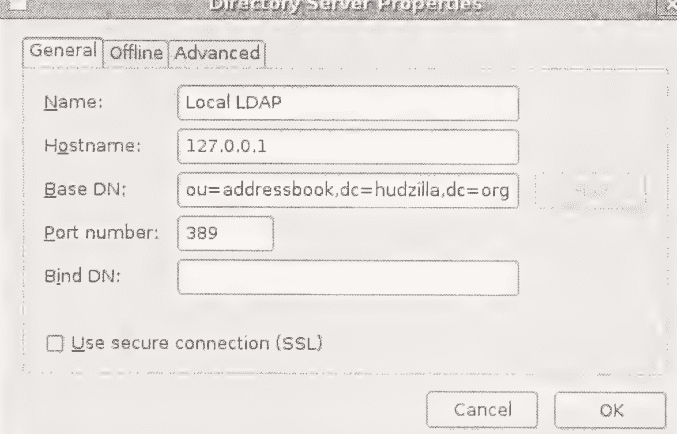 Directory Server Properties
General Offline Advanced
Name: Local LDAP
Hostname: 127.0.0.1
Base DN: ou=addressbook,dc=hudzilla,dc=org
Port number: 389
Bind DN:
Use secure connection (SSL)
Cancel OK